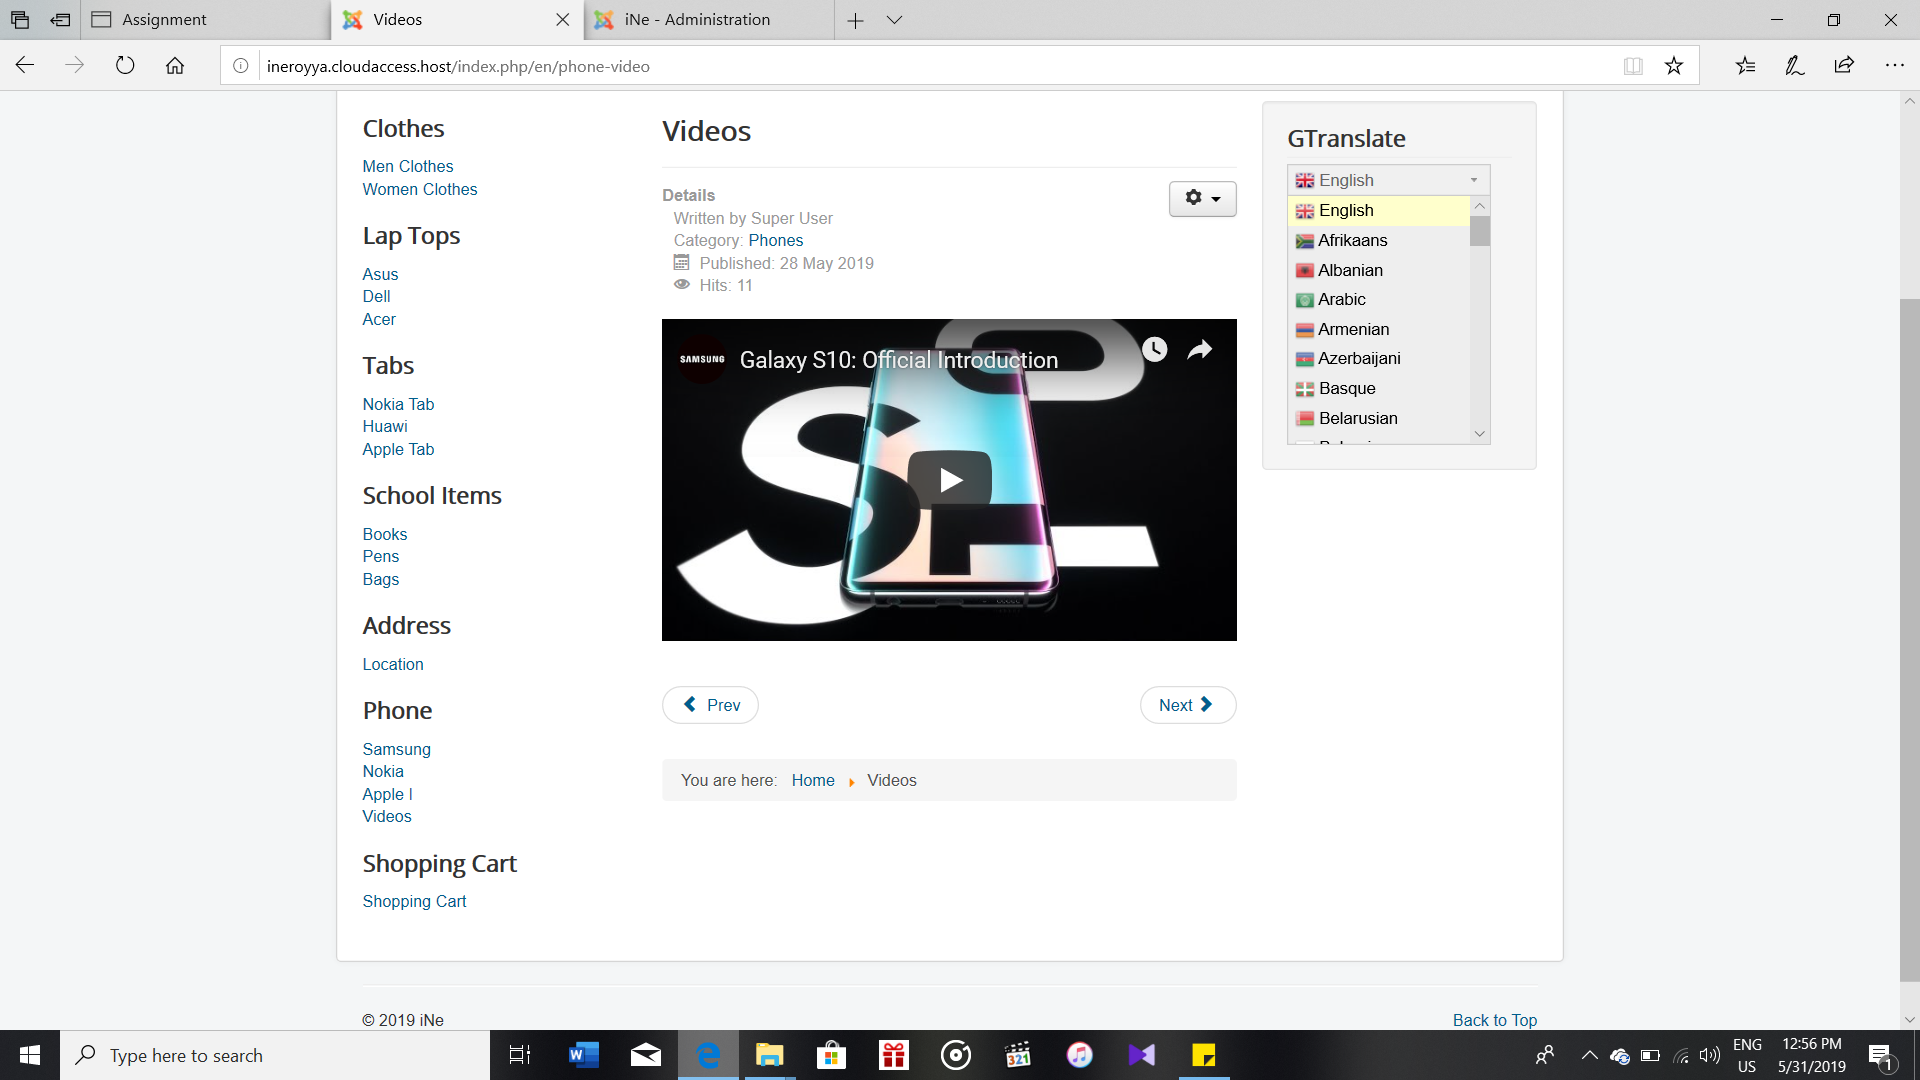 Assignment
Videos
iNe - Administration
ineroyya.cloudaccess.host/index.php/en/phone-video
Clothes
Men Clothes
Women Clothes
Lap Tops
Asus
Dell
Acer
Tabs
Nokia Tab
Huawi
Apple Tab
School Items
Books
Pens
Bags
Address
Location
Phone
Samsung
Nokia
Apple I
Videos
Shopping Cart
Shopping Cart
Videos
Details
Written by Super User
Category: Phones
Published: 28 May 2019
Hits: 11
SAMSUNG
Galaxy S10: Official Introduction
Prev
Next
You are here: Home Videos
GTranslate
English
English
Afrikaans
Albanian
Arabic
Armenian
Azerbaijani
Basque
Belarusian
© 2019 iNe
Back to Top
Type here to search
321
ENG
US
12:56 PM
5/31/2019
1